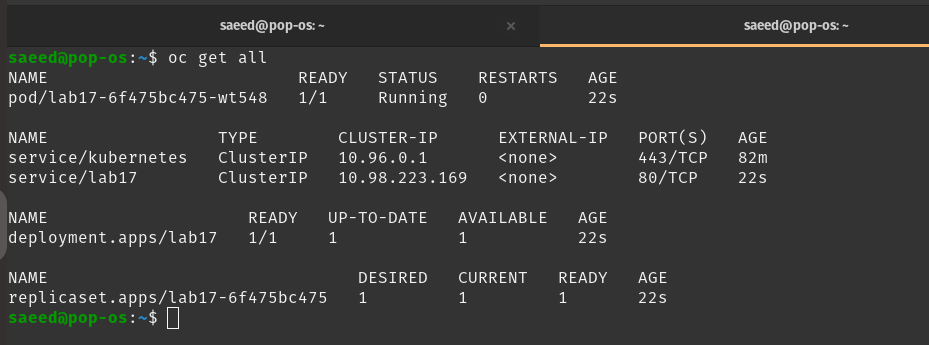 saeed@pop-os: ~ × saeed@pop-os: ~
saeed@pop-os:~$ oc get all
NAME READY STATUS RESTARTS AGE
pod/lab17-6f475bc475-wt548 1/1 Running 0 22s
NAME TYPE CLUSTER-IP EXTERNAL-IP PORT(S) AGE
service/kubernetes ClusterIP 10.96.0.1 <none> 443/TCP 82m
service/lab17 ClusterIP 10.98.223.169 <none> 80/TCP 22s
NAME READY UP-TO-DATE AVAILABLE AGE
deployment.apps/lab17 1/1 1 1 22s
NAME DESIRED CURRENT READY AGE
replicaset.apps/lab17-6f475bc475 1 1 1 22s
saeed@pop-os:~$